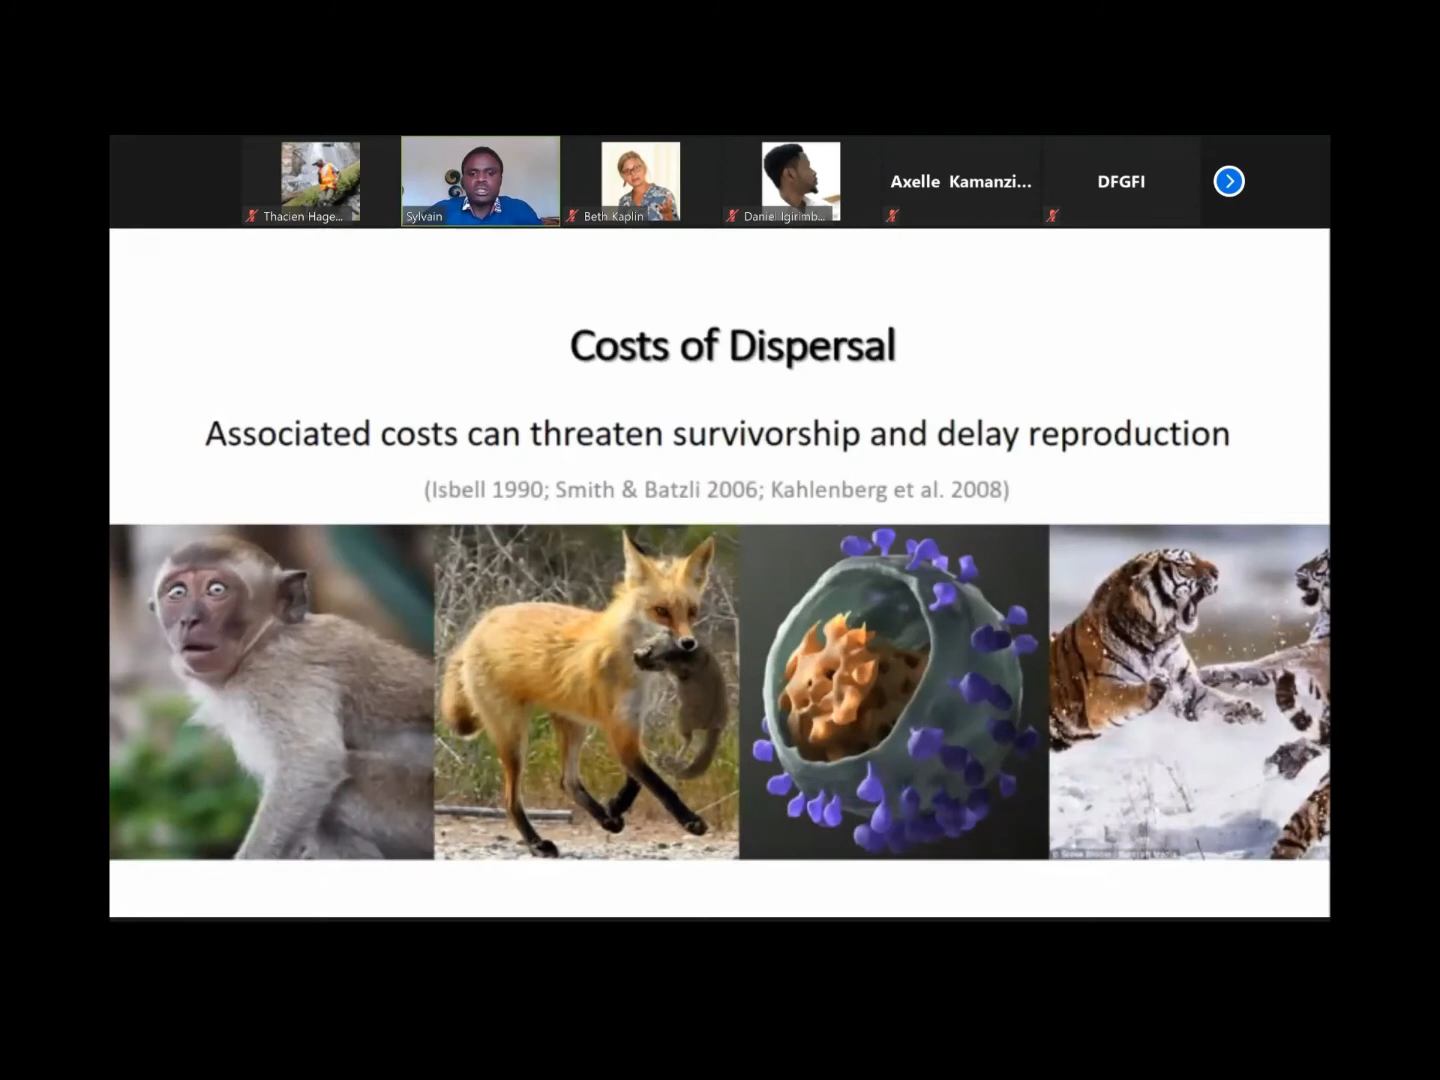 Thacien Hage...
Sylvain
Beth Kaplin
Daniel Igirimb...
Axelle Kamanzi...
DFGFI
Costs of Dispersal
Associated costs can threaten survivorship and delay reproduction
(Isbell 1990; Smith & Batzli 2006; Kahlenberg et al. 2008)